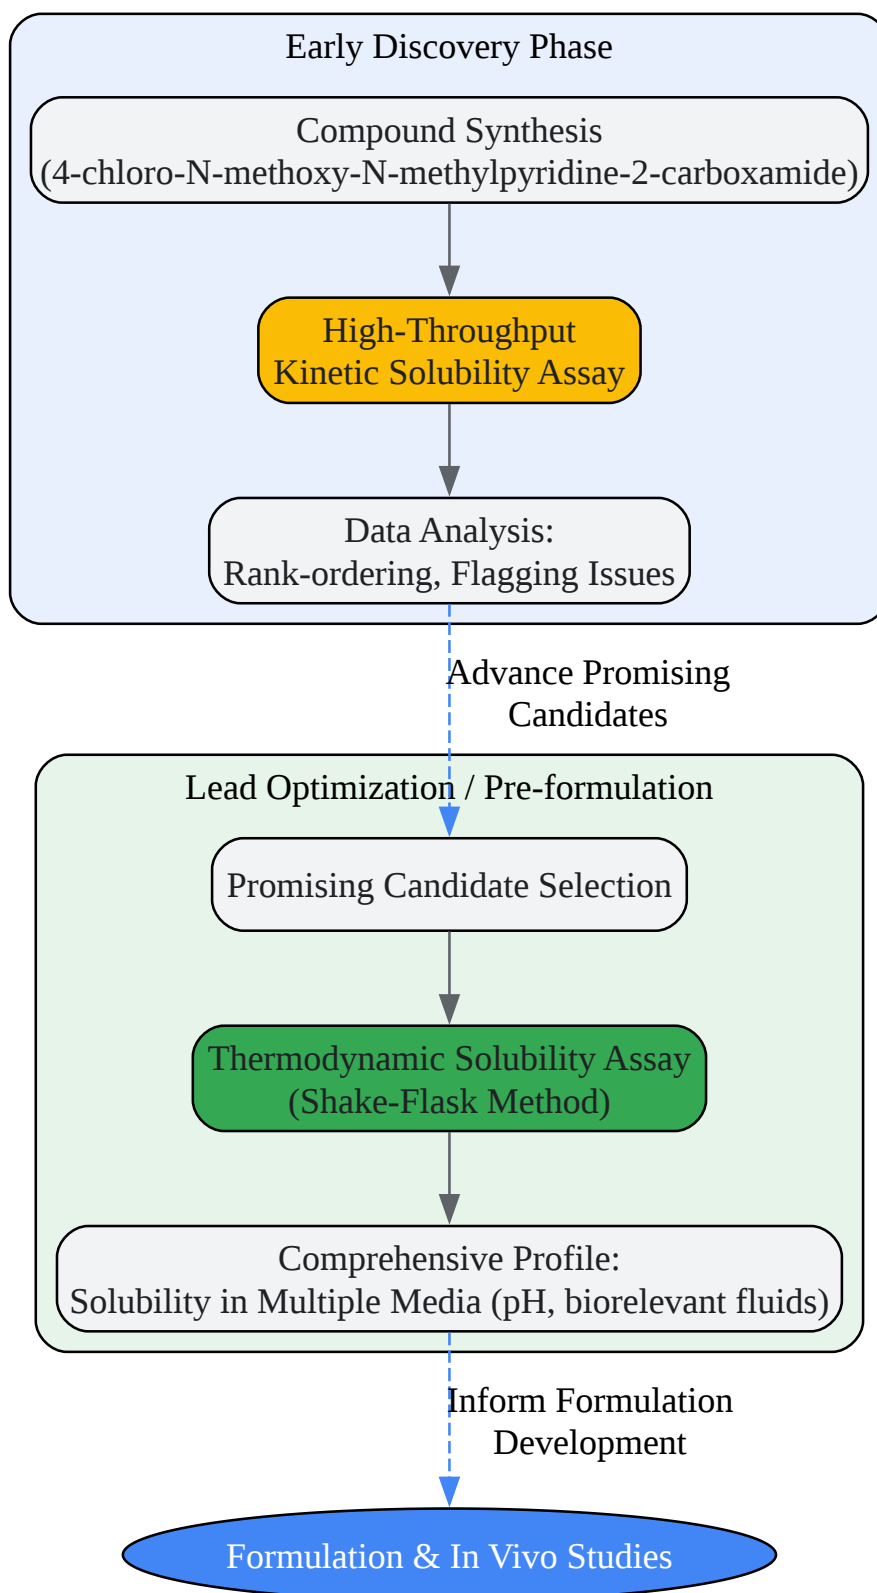 Early Discovery Phase
Compound Synthesis
(4-chloro-N-methoxy-N-methylpyridine-2-carboxamide)
High-Throughput
Kinetic Solubility Assay
Data Analysis:
Rank-ordering, Flagging Issues
Advance Promising
Candidates
Lead Optimization / Pre-formulation
Promising Candidate Selection
Thermodynamic Solubility Assay
(Shake-Flask Method)
Comprehensive Profile:
Solubility in Multiple Media (pH, biorelevant fluids)
Inform Formulation
Development
Formulation & In Vivo Studies